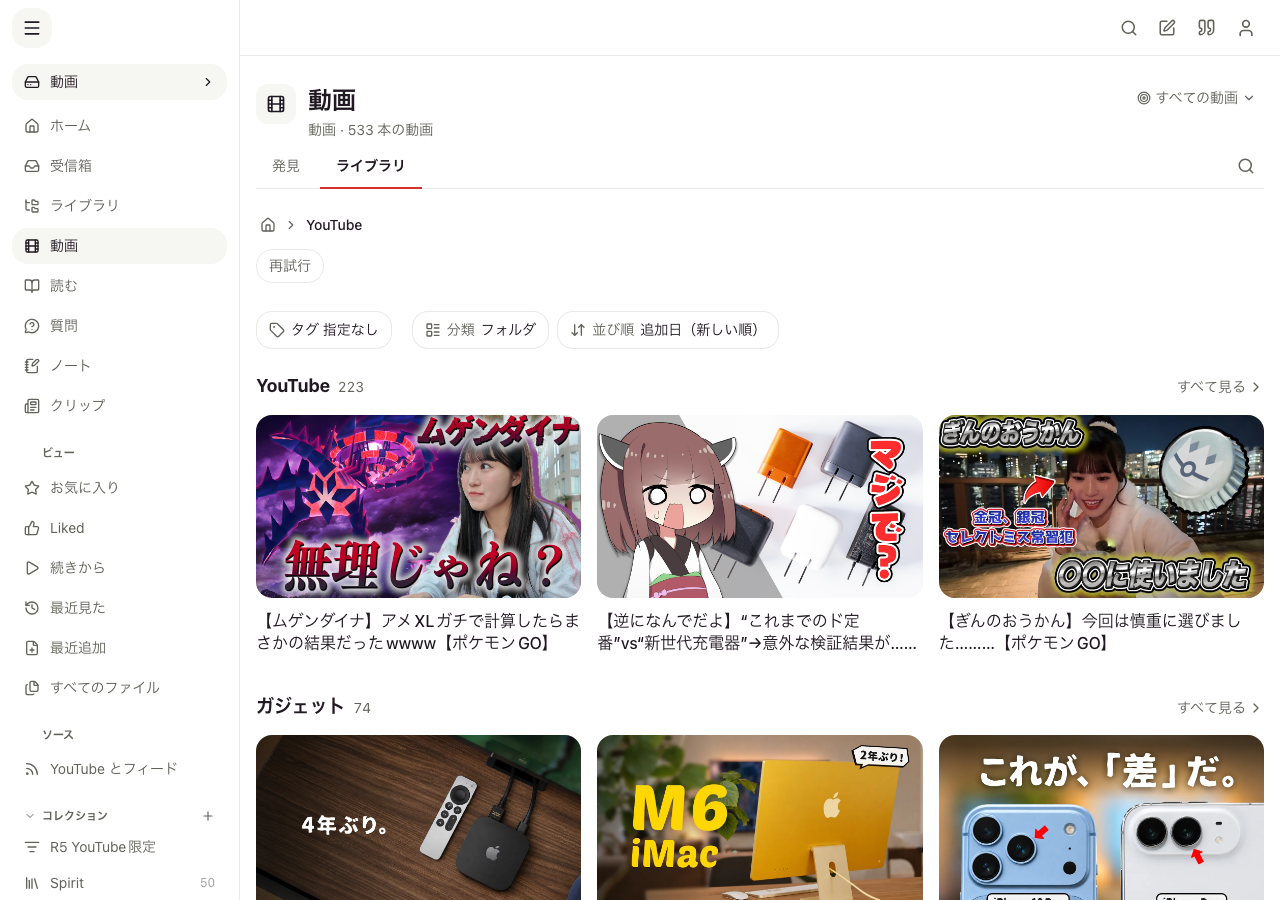 動画
ホーム
受信箱
ライブラリ
動画
読む
質問
ノート
クリップ
ビュー
お気に入り
Liked
続きから
最近見た
最近追加
すべてのファイル
ソース
YouTube とフィード
コレクション
R5 YouTube限定
Spirit 50
動画
動画 · 533 本の動画
すべての動画
発見 ライブラリ
YouTube
再試行
タグ 指定なし 分類 フォルダ 並び順 追加日（新しい順）
YouTube 223 すべて見る
ムゲンダイナ
無理じゃね？
マジで？
ぎんのおうかん
金冠、銀冠
セレクトミス常習犯
〇〇に使いました
【ムゲンダイナ】アメXLガチで計算したらま
さかの結果だったwwww【ポケモンGO】
【逆になんでだよ】“これまでのド定
番”vs“新世代充電器”→意外な検証結果が……
【ぎんのおうかん】今回は慎重に選びまし
た………【ポケモンGO】
ガジェット 74 すべて見る
4年ぶり。
2年ぶり!
M6
iMac
これが、「差」だ。